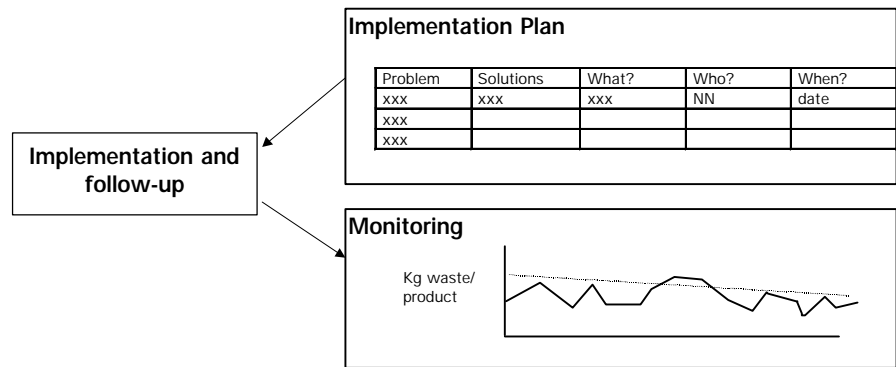 Implementation Plan
Problem Solutions What? Who? When?
xxx xxx xxx NN date
xxx
xxx
Implementation and
follow-up
Monitoring
Kg waste/
product